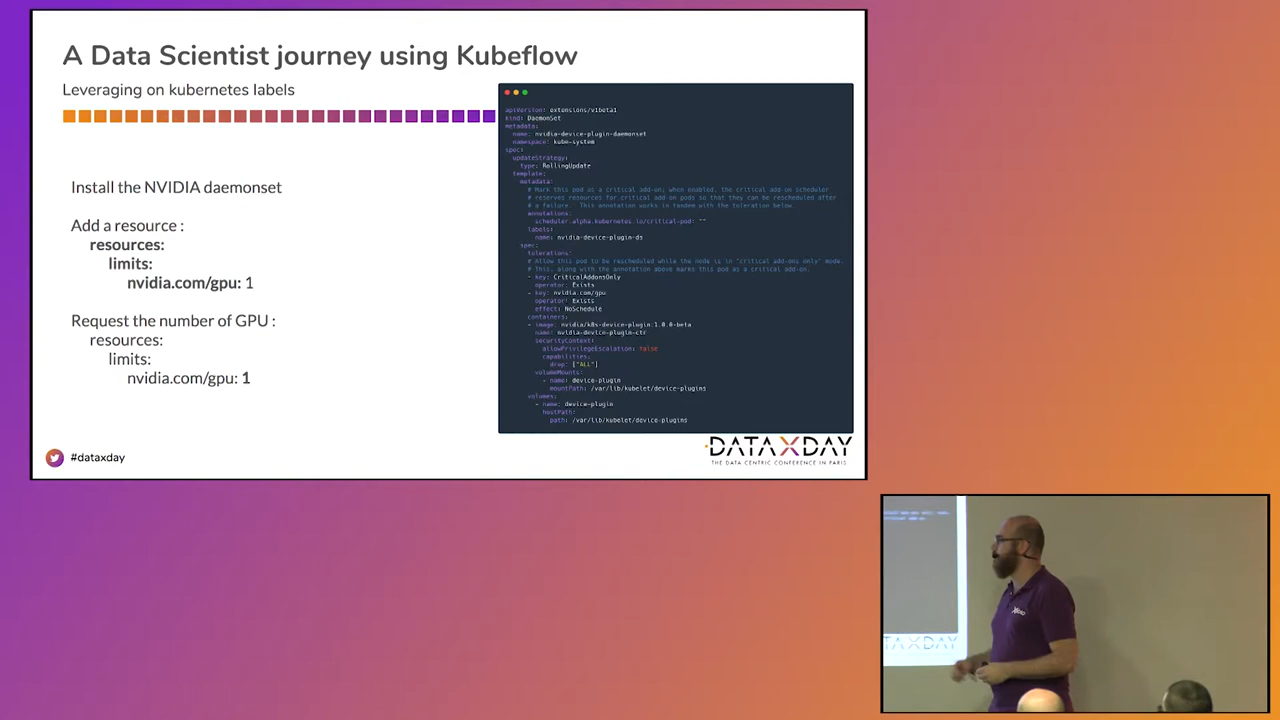 A Data Scientist journey using Kubeflow
Leveraging on kubernetes labels
Install the NVIDIA daemonset
Add a resource :
resources:
limits:
nvidia.com/gpu: 1
Request the number of GPU :
resources:
limits:
nvidia.com/gpu: 1
apiVersion: extensions/v1beta1
kind: DaemonSet
metadata:
name: nvidia-device-plugin-daemonset
namespace: kube-system
spec:
updateStrategy:
type: RollingUpdate
template:
metadata:
# Mark this pod as a critical add-on; when enabled, the critical add-on scheduler
# reserves resources for critical add-on pods so that they can be rescheduled after
# a failure. This annotation works in tandem with the toleration below.
annotations:
scheduler.alpha.kubernetes.io/critical-pod: ""
labels:
name: nvidia-device-plugin-ds
spec:
tolerations:
# Allow this pod to be rescheduled while the node is in "critical add-ons only" mode.
# This, along with the annotation above marks this pod as a critical add-on.
- key: CriticalAddonsOnly
operator: Exists
- key: nvidia.com/gpu
operator: Exists
effect: NoSchedule
containers:
- image: nvidia/k8s-device-plugin:1.0.0-beta
name: nvidia-device-plugin-ctr
securityContext:
allowPrivilegeEscalation: false
capabilities:
drop: ["ALL"]
volumeMounts:
- name: device-plugin
mountPath: /var/lib/kubelet/device-plugins
volumes:
- name: device-plugin
hostPath:
path: /var/lib/kubelet/device-plugins
#dataxday
DATAXDAY
THE DATA CENTRIC CONFERENCE IN PARIS
TA X DAY